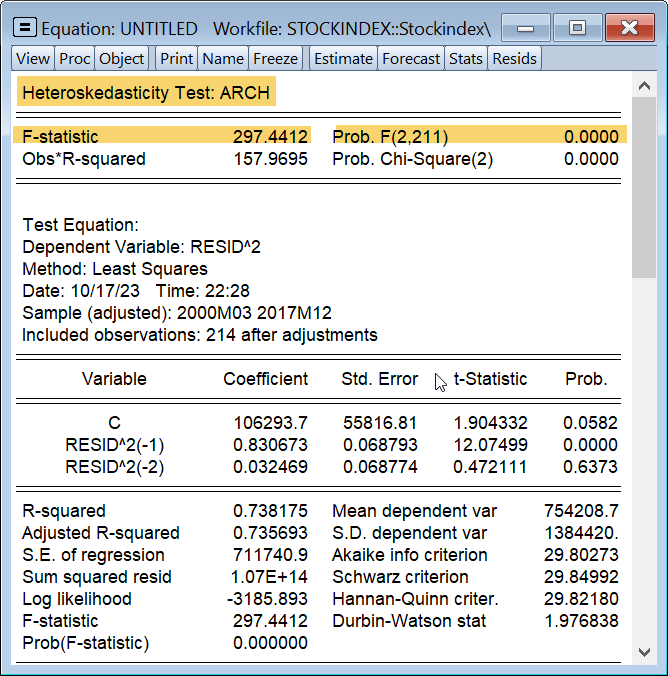 Equation: UNTITLED Workfile: STOCKINDEX::Stockindex\
View Proc Object Print Name Freeze Estimate Forecast Stats Resids
Heteroskedasticity Test: ARCH
F-statistic 297.4412 Prob. F(2,211) 0.0000
Obs*R-squared 157.9695 Prob. Chi-Square(2) 0.0000
Test Equation:
Dependent Variable: RESID^2
Method: Least Squares
Date: 10/17/23 Time: 22:28
Sample (adjusted): 2000M03 2017M12
Included observations: 214 after adjustments
Variable Coefficient Std. Error t-Statistic Prob.
C 106293.7 55816.81 1.904332 0.0582
RESID^2(-1) 0.830673 0.068793 12.07499 0.0000
RESID^2(-2) 0.032469 0.068774 0.472111 0.6373
R-squared 0.738175 Mean dependent var 754208.7
Adjusted R-squared 0.735693 S.D. dependent var 1384420.
S.E. of regression 711740.9 Akaike info criterion 29.80273
Sum squared resid 1.07E+14 Schwarz criterion 29.84992
Log likelihood -3185.893 Hannan-Quinn criter. 29.82180
F-statistic 297.4412 Durbin-Watson stat 1.976838
Prob(F-statistic) 0.000000